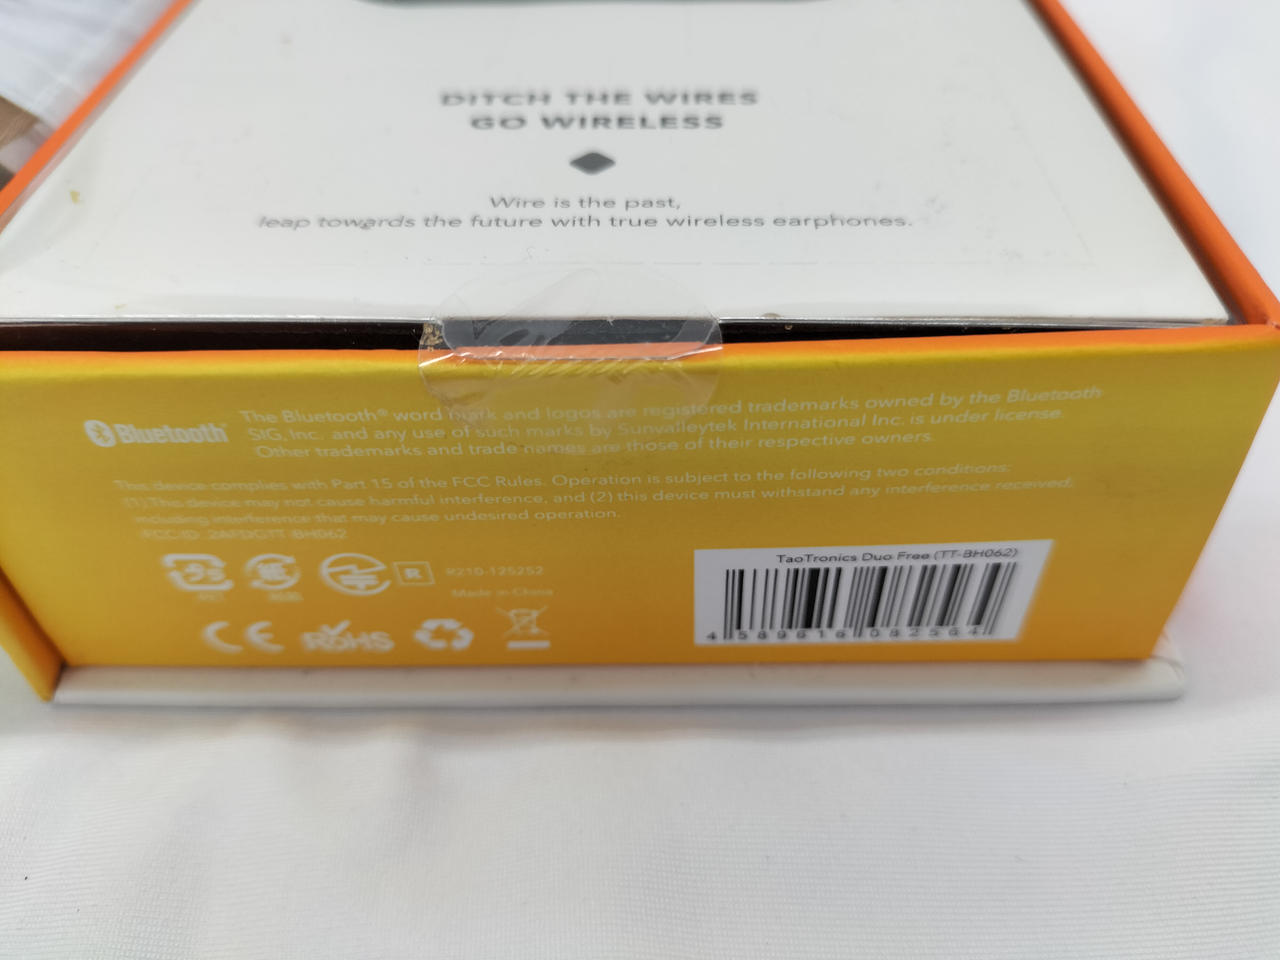 DITCH THE WIRES
GO WIRELESS
Wire is the past,
leap towards the future with true wireless earphones.
Bluetooth®
The Bluetooth® word mark and logos are registered trademarks owned by the Bluetooth
SIG, Inc. and any use of such marks by Sunvalleytek International Inc. is under license.
Other trademarks and trade names are those of their respective owners.
This device complies with Part 15 of the FCC Rules. Operation is subject to the following two conditions:
(1) This device may not cause harmful interference, and (2) this device must withstand any interference received,
including interference that may cause undesired operation.
FCC ID: 2AFDGTT-BH062
R
R210-125252
Made in China
CE
RoHS
TaoTronics Duo Free (TT-BH062)